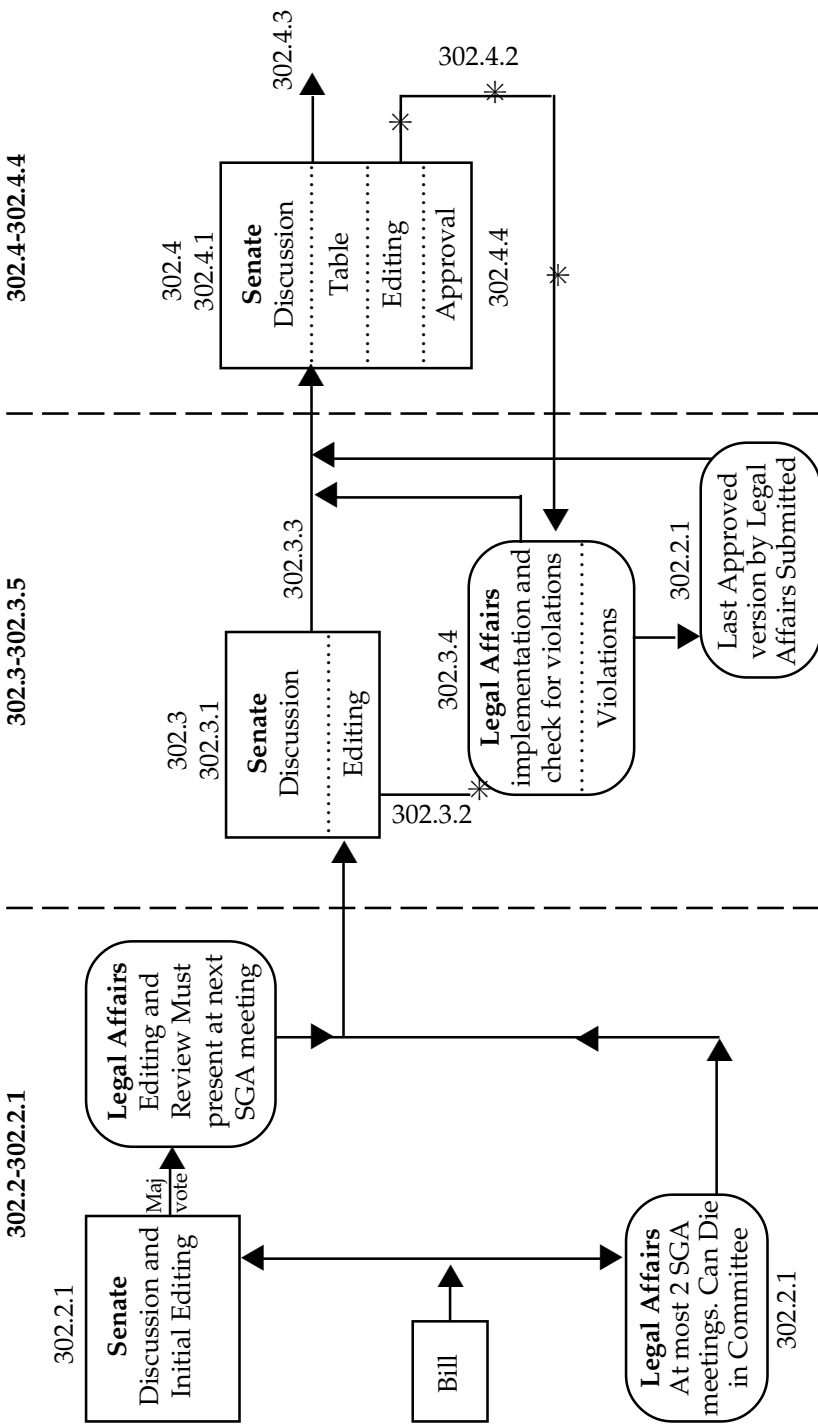 302.2-302.2.1
302.2.1
Senate
Discussion and
Initial Editing
Maj
vote
Legal Affairs
Editing and
Review Must
present at next
SGA meeting
Bill
Legal Affairs
At most 2 SGA
meetings. Can Die
in Committee
302.2.1
302.3-302.3.5
302.3
302.3.1
Senate
Discussion
Editing
302.3.2
302.3.3
302.3.4
Legal Affairs
implementation and
check for violations
Violations
302.2.1
Last Approved
version by Legal
Affairs Submitted
302.4-302.4.4
302.4
302.4.1
Senate
Discussion
Table
Editing
Approval
302.4.4
302.4.3
302.4.2